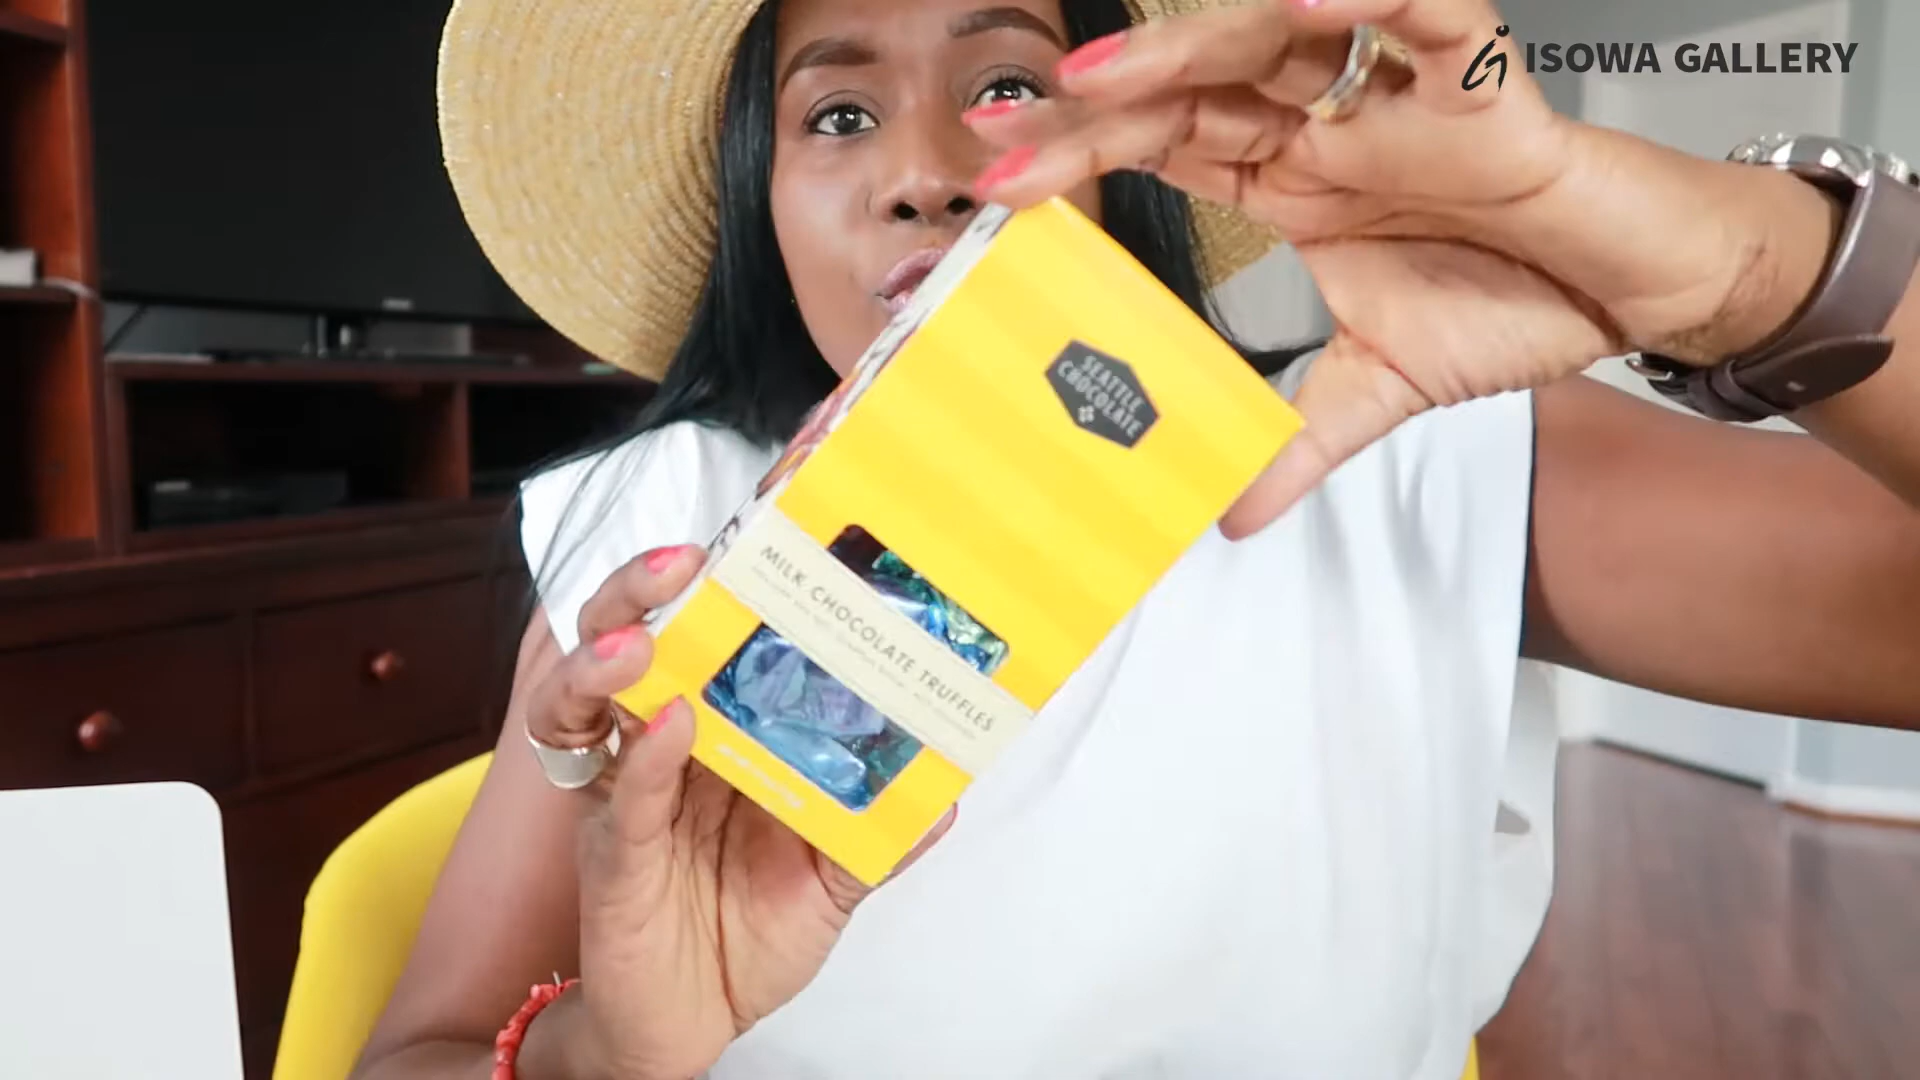 ISOWA GALLERY
SEATTLE
CHOCOLATE
MILK CHOCOLATE TRUFFLES